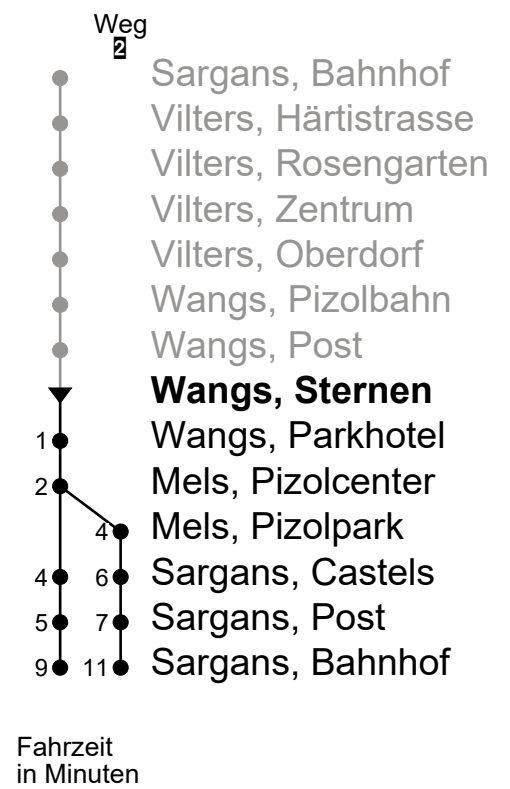 Weg
2
Sargans, Bahnhof
Vilters, Härtistrasse
Vilters, Rosengarten
Vilters, Zentrum
Vilters, Oberdorf
Wangs, Pizolbahn
Wangs, Post
Wangs, Sternen
1 Wangs, Parkhotel
2 Mels, Pizolcenter
4 Mels, Pizolpark
4 6 Sargans, Castels
5 7 Sargans, Post
9 11 Sargans, Bahnhof
Fahrzeit
in Minuten